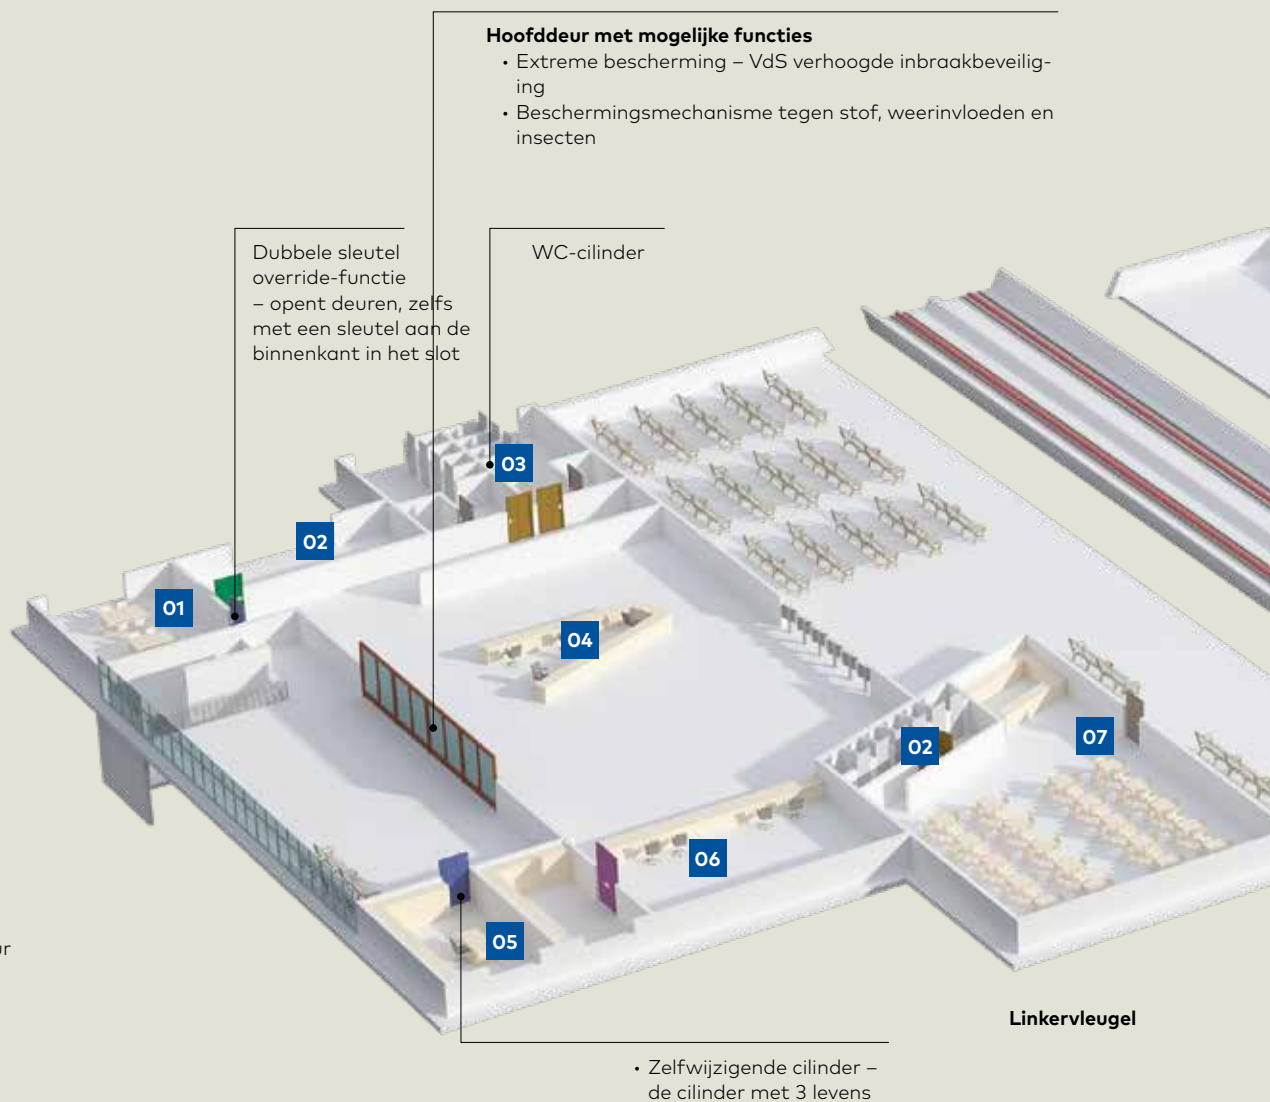 Hoofddeur met mogelijke functies
• Extreme bescherming – VdS verhoogde inbraakbeveilig-
ing
• Beschermingsmechanisme tegen stof, weerinvloeden en
insecten
Dubbele sleutel
override-functie
– opent deuren, zelfs
met een sleutel aan de
binnenkant in het slot
WC-cilinder
03
02
01
04
02
07
06
05
ur
Linkervleugel
• Zelfwijzigende cilinder –
de cilinder met 3 levens